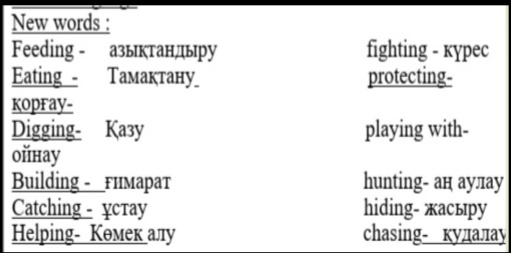 New words :
Feeding - азықтандыру fighting - күрес
Eating - Тамақтану protecting-
қорғау-
Digging- Қазу playing with-
ойнау
Building - ғимарат hunting- аң аулау
Catching - ұстау hiding- жасыру
Helping- Көмек алу chasing- қудалау